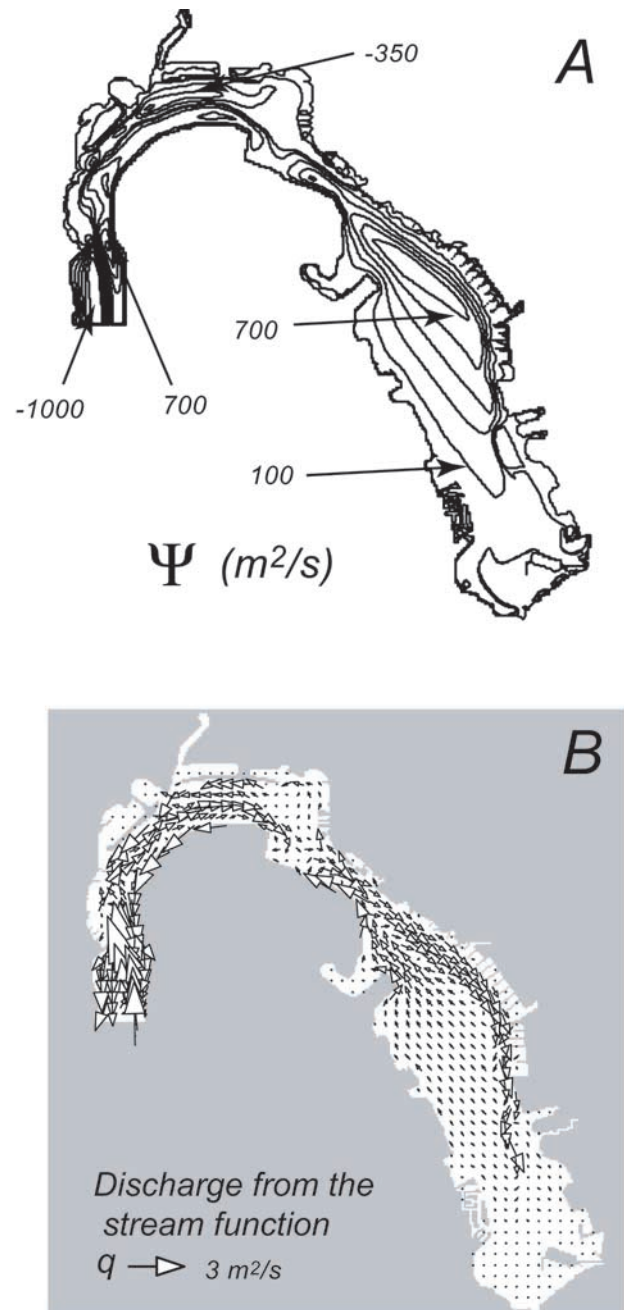 -350
A
700
-1000
700
100
Ψ (m²/s)
B
Discharge from the
stream function
q 3 m²/s